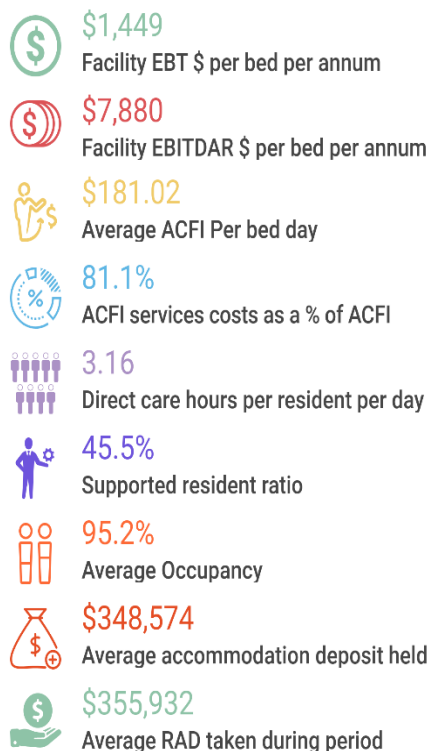 $1,449
Facility EBT $ per bed per annum
$7,880
Facility EBITDAR $ per bed per annum
$181.02
Average ACFI Per bed day
81.1%
ACFI services costs as a % of ACFI
3.16
Direct care hours per resident per day
45.5%
Supported resident ratio
95.2%
Average Occupancy
$348,574
Average accommodation deposit held
$355,932
Average RAD taken during period